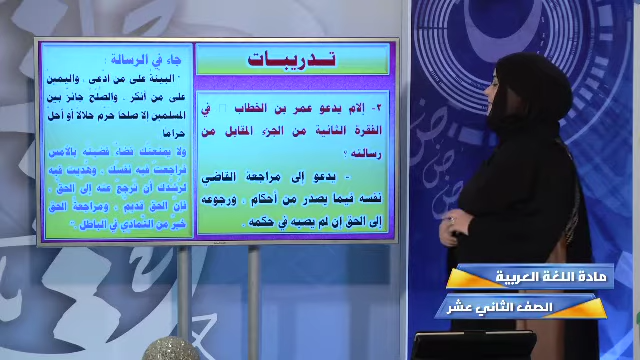 تدريبات
٢- إلام يدعو عمر بن الخطاب في
الفقرة الثانية من الجزء المقابل من
رسالته ؟
- يدعو إلى مراجعة القاضي
نفسه فيما يصدر من أحكام ، ورجوعه
إلى الحق إن لم يصبه في حكمه .
جاء في الرسالة :
" البينة على من ادعى ، واليمين
على من أنكر ، والصلح جائز بين
المسلمين إلا صلحا حرم حلالا أو أحل
حراما
ولا يمنعنك قضاء قضيته بالأمس
فراجعت فيه نفسك ، وهديت فيه
لرشدك أن ترجع عنه إلى الحق ،
فإن الحق قديم ، ومراجعة الحق
خير من التمادي في الباطل "
مادة اللغة العربية
الصف الثاني عشر